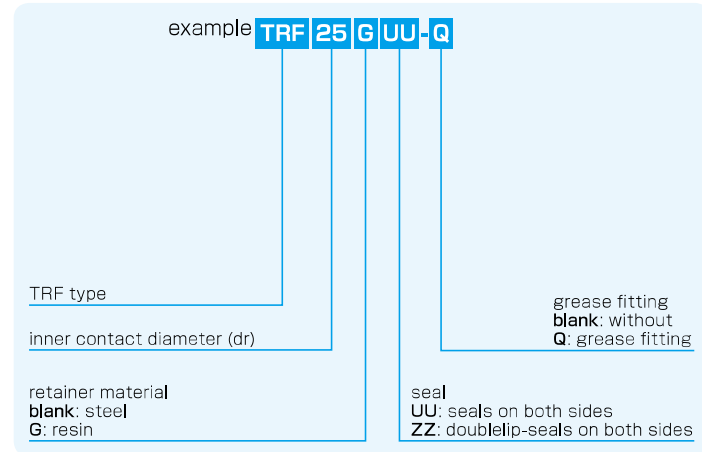 example TRF 25 G UU-Q
TRF type
inner contact diameter (dr)
retainer material
blank: steel
G: resin
grease fitting
blank: without
Q: grease fitting
seal
UU: seals on both sides
ZZ: doublelip-seals on both sides